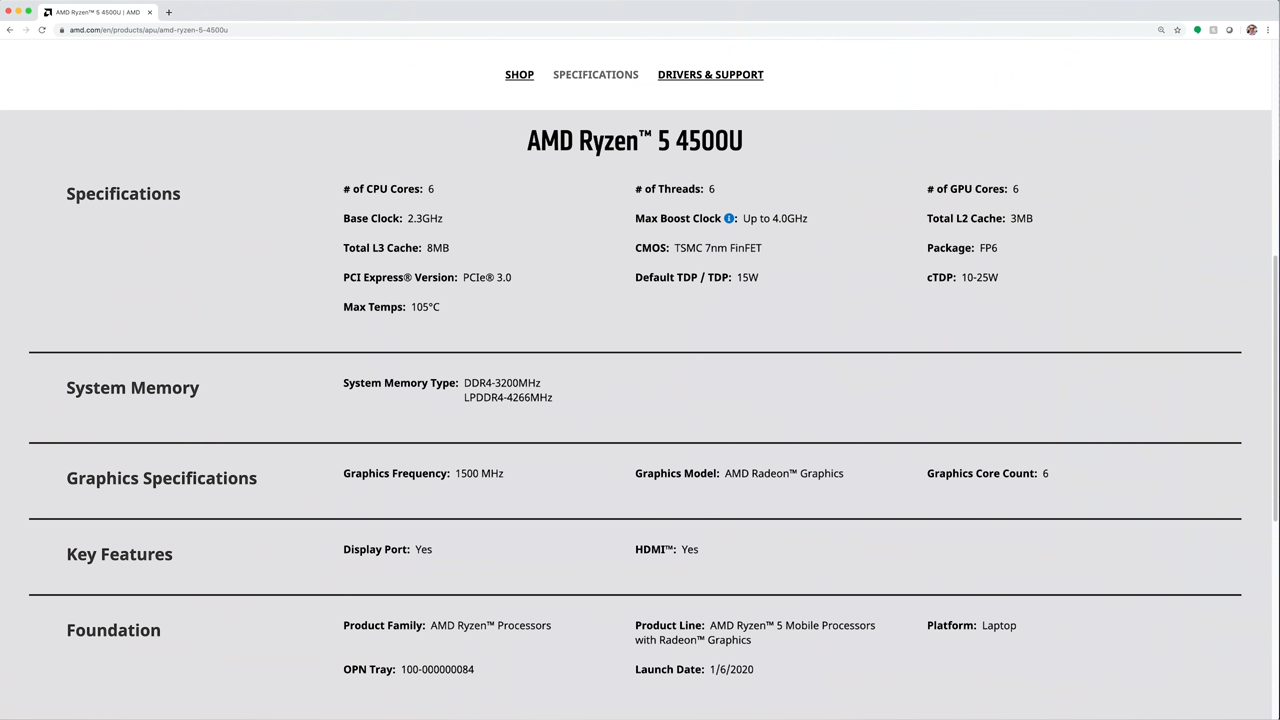 AMD Ryzen™ 5 4500U | AMD
amd.com/en/products/apu/amd-ryzen-5-4500u
SHOP SPECIFICATIONS DRIVERS & SUPPORT
AMD Ryzen™ 5 4500U
Specifications
# of CPU Cores: 6 # of Threads: 6 # of GPU Cores: 6
Base Clock: 2.3GHz Max Boost Clock : Up to 4.0GHz Total L2 Cache: 3MB
Total L3 Cache: 8MB CMOS: TSMC 7nm FinFET Package: FP6
PCI Express® Version: PCIe® 3.0 Default TDP / TDP: 15W cTDP: 10-25W
Max Temps: 105°C
System Memory
System Memory Type: DDR4-3200MHz
LPDDR4-4266MHz
Graphics Specifications
Graphics Frequency: 1500 MHz Graphics Model: AMD Radeon™ Graphics Graphics Core Count: 6
Key Features
Display Port: Yes HDMI™: Yes
Foundation
Product Family: AMD Ryzen™ Processors Product Line: AMD Ryzen™ 5 Mobile Processors Platform: Laptop
with Radeon™ Graphics
OPN Tray: 100-000000084 Launch Date: 1/6/2020